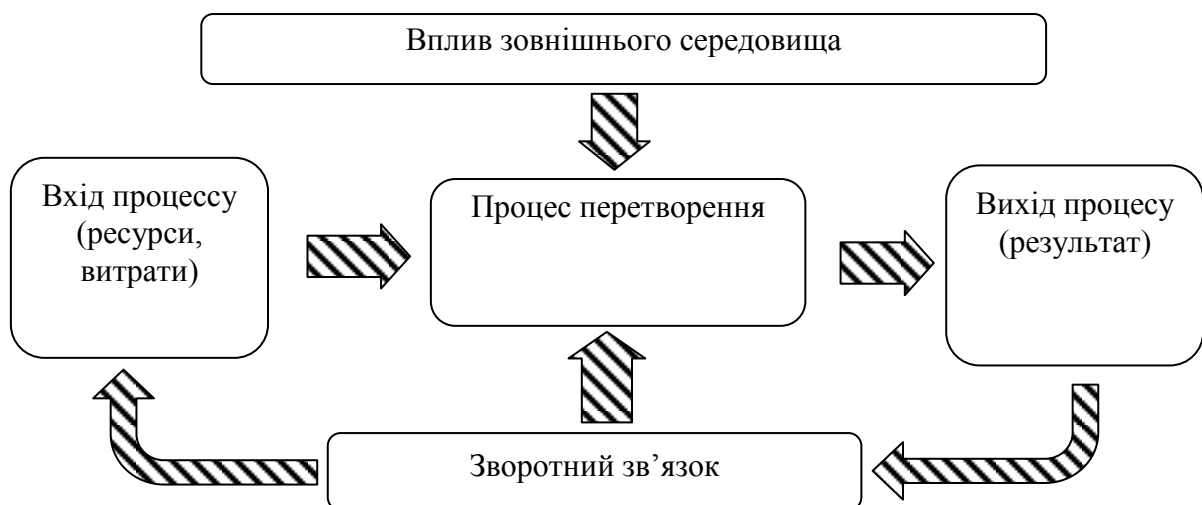 Вплив зовнішнього середовища
Вхід процессу
(ресурси,
витрати)
Процес перетворення
Вихід процесу
(результат)
Зворотний зв’язок